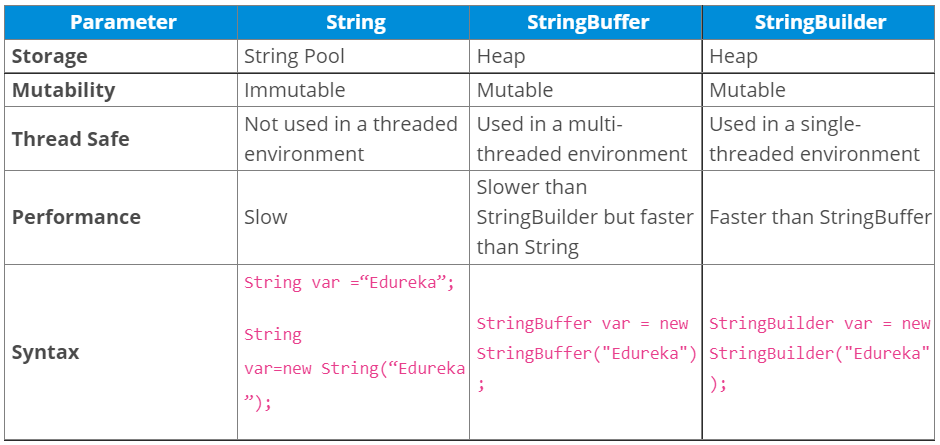 Parameter String StringBuffer StringBuilder
Storage String Pool Heap Heap
Mutability Immutable Mutable Mutable
Thread Safe
Not used in a threaded
environment
Used in a multi-
threaded environment
Used in a single-
threaded environment
Performance
Slow
Slower than
StringBuilder but faster
than String
Faster than StringBuffer
Syntax
String var =“Edureka”;
String
var=new String(“Edureka
”);
StringBuffer var = new
StringBuffer("Edureka")
;
StringBuilder var = new
StringBuilder("Edureka"
);